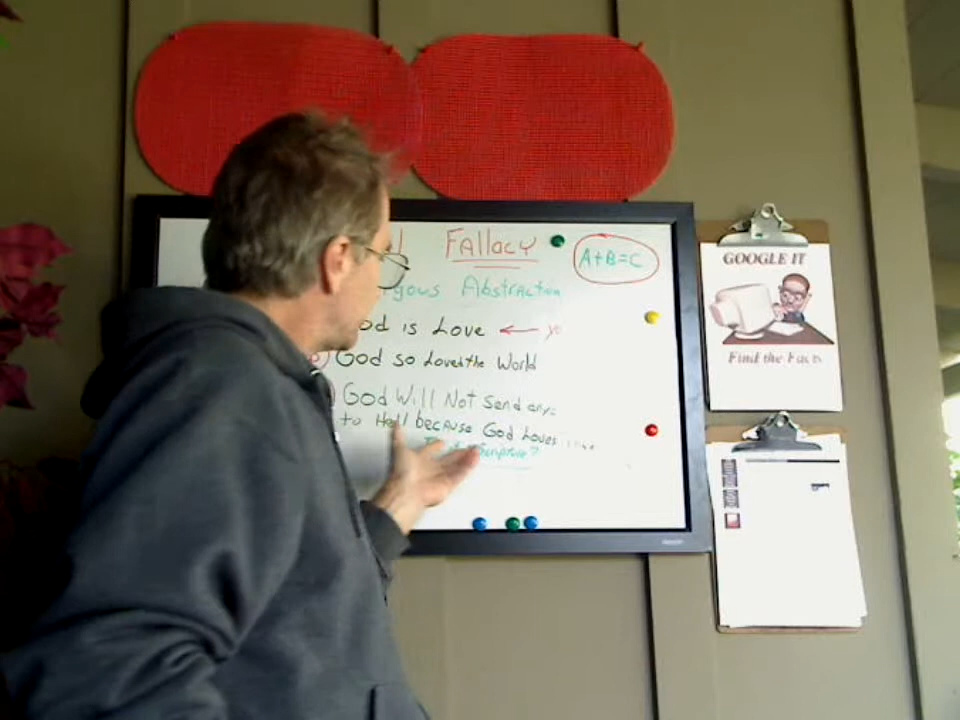 Fallacy
A+B=C
Abstraction
God is Love
God so Loved the World
God Will Not Send
to Hell because God Loves
Scripture?
GOOGLE IT
Find the Facts